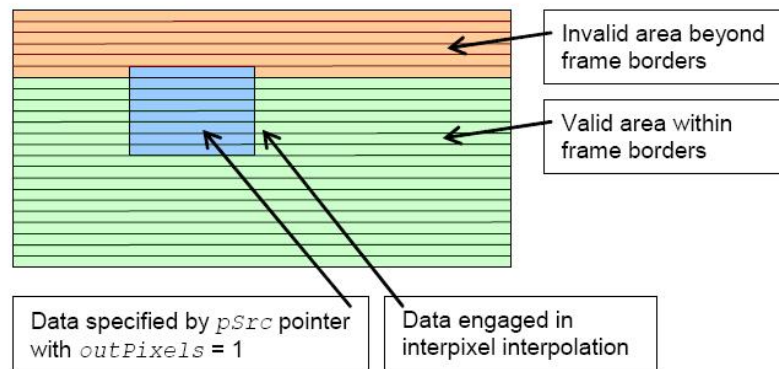 Invalid area beyond
frame borders
Valid area within
frame borders
Data specified by pSrc pointer
with outPixels = 1
Data engaged in
interpixel interpolation